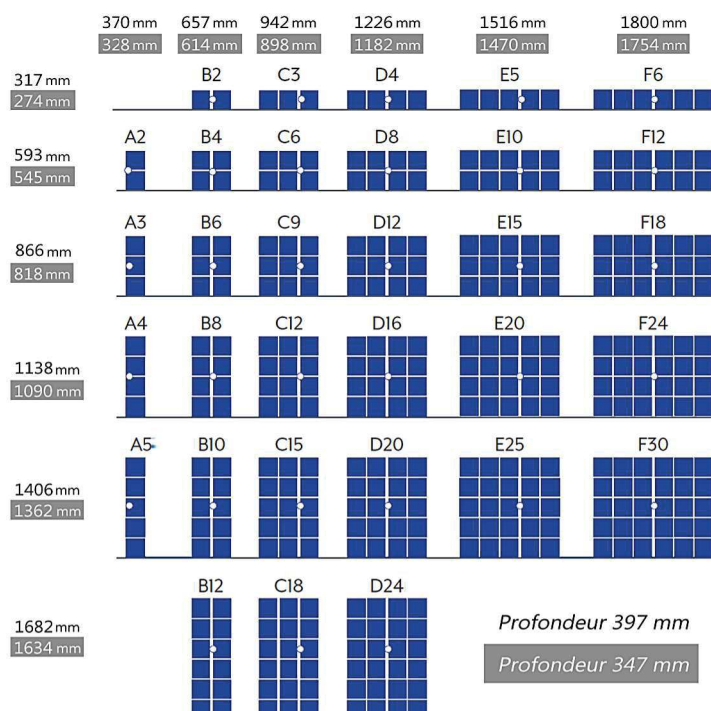 370 mm 657 mm 942 mm 1226 mm 1516 mm 1800 mm
328 mm 614 mm 898 mm 1182 mm 1470 mm 1754 mm
B2 C3 D4 E5 F6
317 mm
274 mm
A2 B4 C6 D8 E10 F12
593 mm
545 mm
A3 B6 C9 D12 E15 F18
866 mm
818 mm
A4 B8 C12 D16 E20 F24
1138 mm
1090 mm
A5 B10 C15 D20 E25 F30
1406 mm
1362 mm
B12 C18 D24
1682 mm
1634 mm
Profondeur 397 mm
Profondeur 347 mm